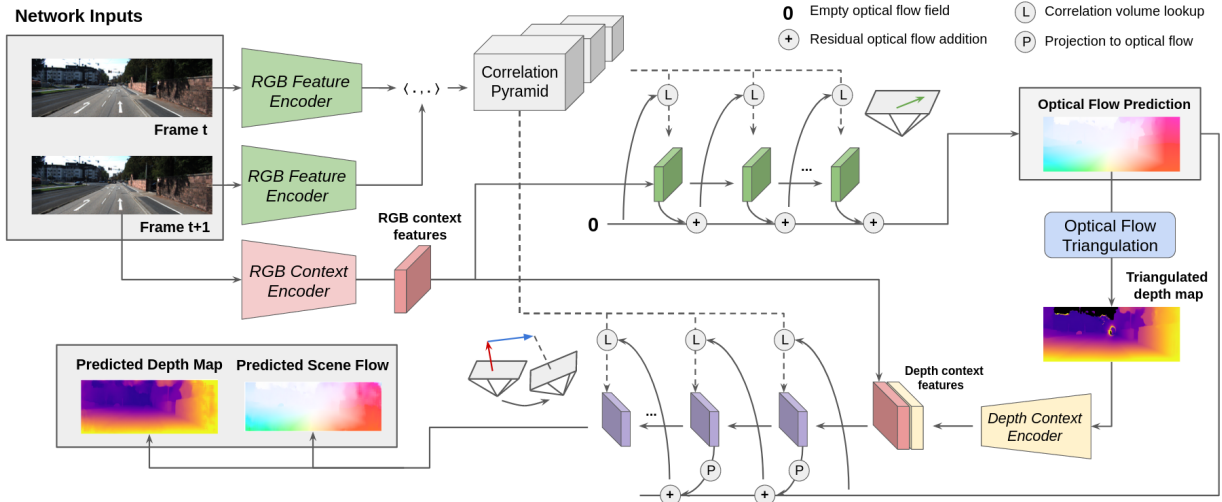 Network Inputs
Frame t
Frame t+1
RGB Feature
Encoder
RGB Feature
Encoder
RGB Context
Encoder
⟨ . , . ⟩
Correlation
Pyramid
RGB context
features
0 Empty optical flow field
+ Residual optical flow addition
L Correlation volume lookup
P Projection to optical flow
L
L
L
...
0
+
+
+
Optical Flow Prediction
Optical Flow
Triangulation
Triangulated
depth map
Predicted Depth Map
Predicted Scene Flow
L
L
L
...
P
P
+
+
Depth context
features
Depth Context
Encoder